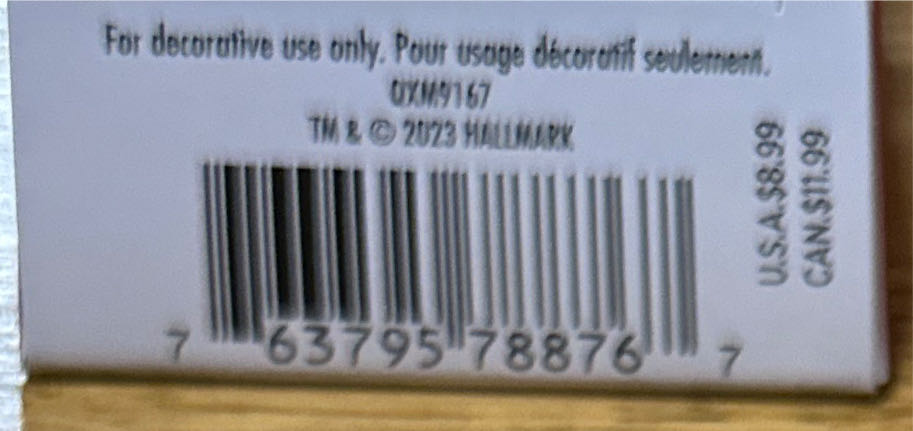 For decorative use only. Pour usage décoratif seulement.
QXM9167
TM & © 2023 HALLMARK
7 63795 78876 7
U.S.A.$8.99
CAN.$11.99